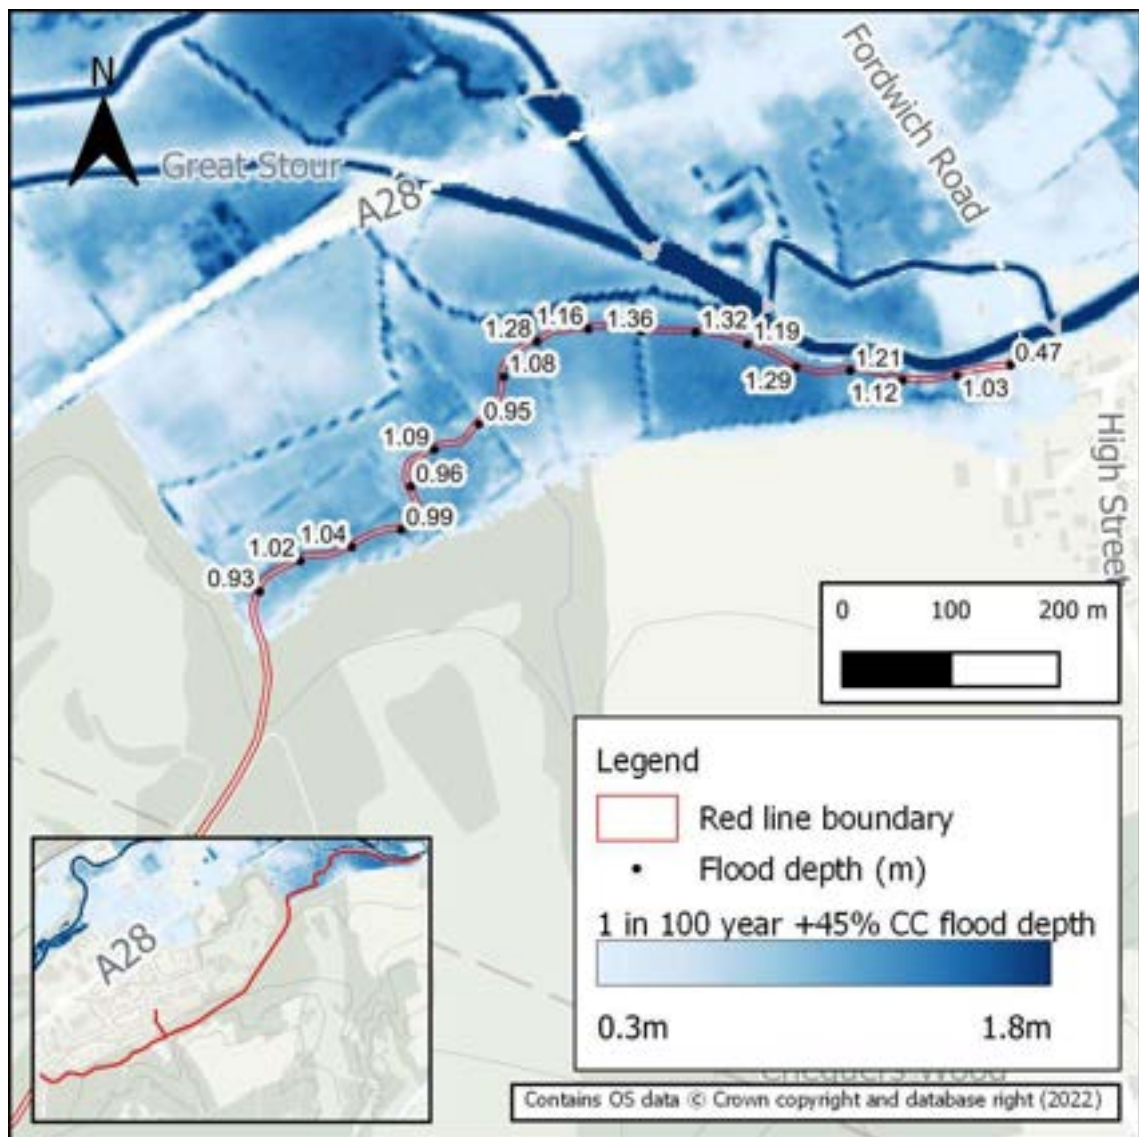 Fordwich Road
N
Great Stour
A28
1.16
1.36
1.32
1.28
1.19
0.47
1.08
1.21
1.29
1.12
1.03
0.95
1.09
0.96
High Street
0.99
1.04
1.02
0.93
0 100 200 m
Legend
Red line boundary
Flood depth (m)
1 in 100 year +45% CC flood depth
0.3m 1.8m
A28
Chequers Wood
Contains OS data © Crown copyright and database right (2022)